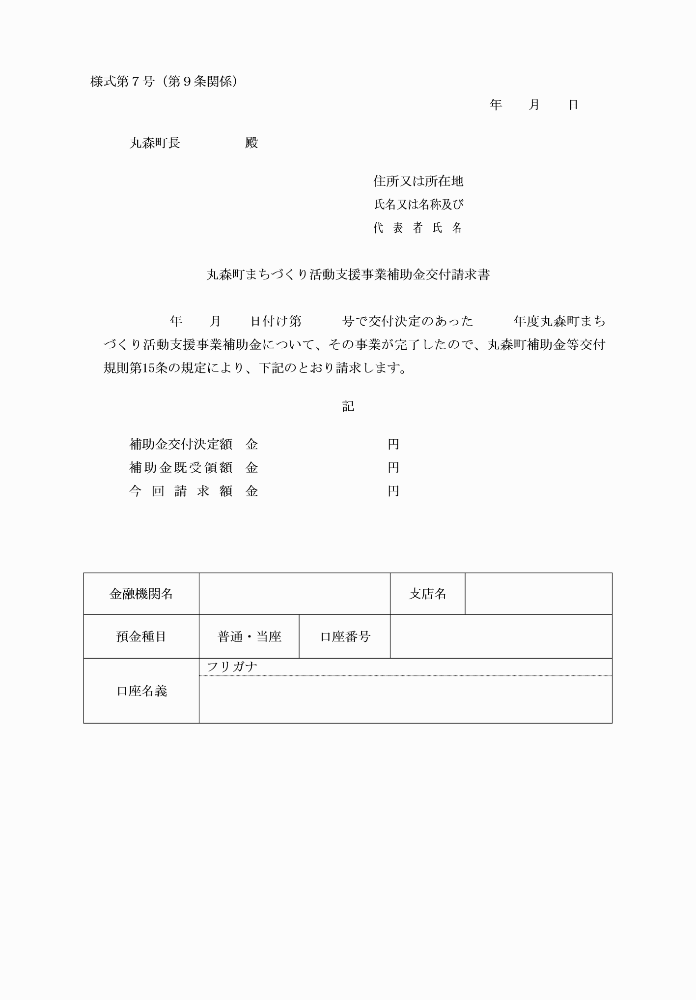 様式第７号（第９条関係）
年　　月　　日
丸森町長　　　　　殿
住所又は所在地
氏名又は名称及び
代表者氏名
丸森町まちづくり活動支援事業補助金交付請求書
年　　月　　日付け第　　　号で交付決定のあった　　　年度丸森町まち
づくり活動支援事業補助金について、その事業が完了したので、丸森町補助金等交付
規則第15条の規定により、下記のとおり請求します。
記
補助金交付決定額　金　　　　　　　　　　円
補助金既受領額　金　　　　　　　　　　円
今回請求額　金　　　　　　　　　　円
金融機関名　支店名
預金種目　普通・当座　口座番号
フリガナ
口座名義